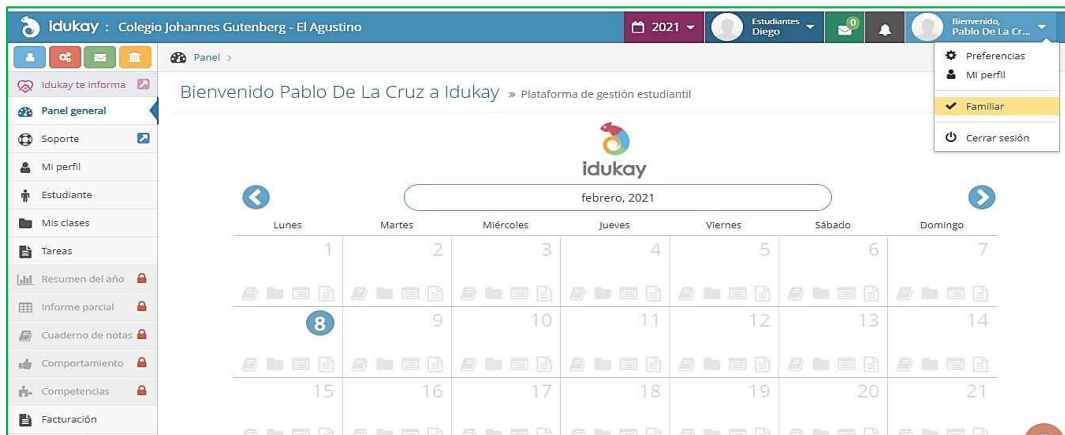 idukay : Colegio Johannes Gutenberg - El Agustino
2021
Estudiantes
Diego
0
Bienvenido,
Pablo De La Cr...
Preferencias
Mi perfil
Familiar
Cerrar sesión
Panel >
Idukay te informa
Panel general
Soporte
Mi perfil
Estudiante
Mis clases
Tareas
Resumen del año
Informe parcial
Cuaderno de notas
Comportamiento
Competencias
Facturación
Bienvenido Pablo De La Cruz a Idukay » Plataforma de gestión estudiantil
idukay
febrero, 2021
Lunes Martes Miércoles Jueves Viernes Sábado Domingo
1 2 3 4 5 6 7
8 9 10 11 12 13 14
15 16 17 18 19 20 21